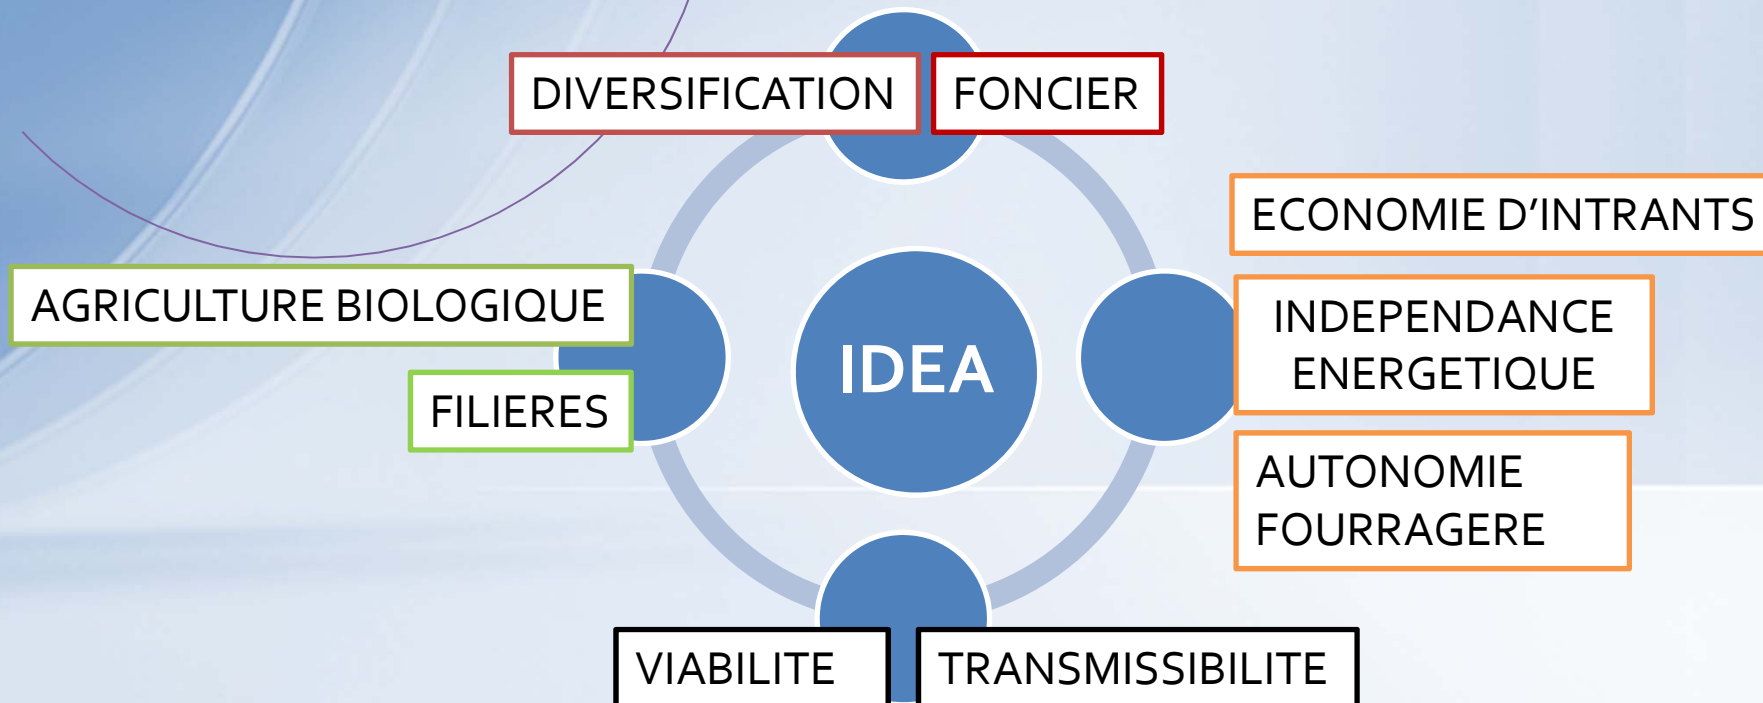 DIVERSIFICATION
FONCIER
ECONOMIE D’INTRANTS
AGRICULTURE BIOLOGIQUE
INDEPENDANCE
ENERGETIQUE
IDEA
FILIERES
AUTONOMIE
FOURRAGERE
VIABILITE
TRANSMISSIBILITE